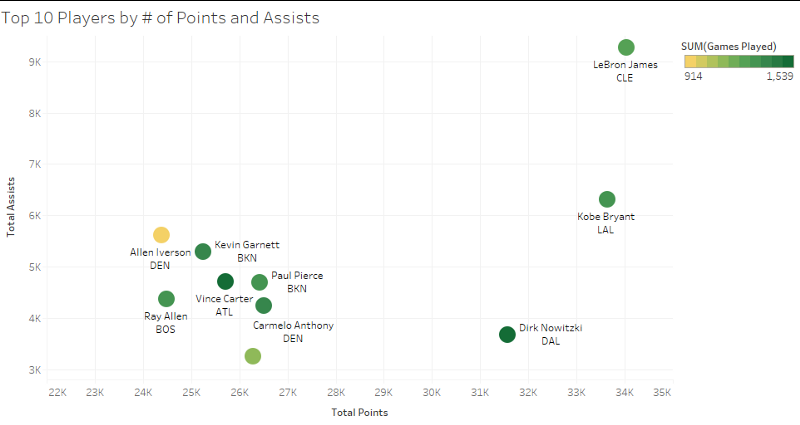 Top 10 Players by # of Points and Assists
SUM(Games Played)
914 1,539
9K
8K
7K
6K
5K
4K
3K
Total Assists
LeBron James
CLE
Kobe Bryant
LAL
Allen Iverson
DEN
Kevin Garnett
BKN
Paul Pierce
BKN
Vince Carter
ATL
Ray Allen
BOS
Carmelo Anthony
DEN
Dirk Nowitzki
DAL
22K 23K 24K 25K 26K 27K 28K 29K 30K 31K 32K 33K 34K 35K
Total Points